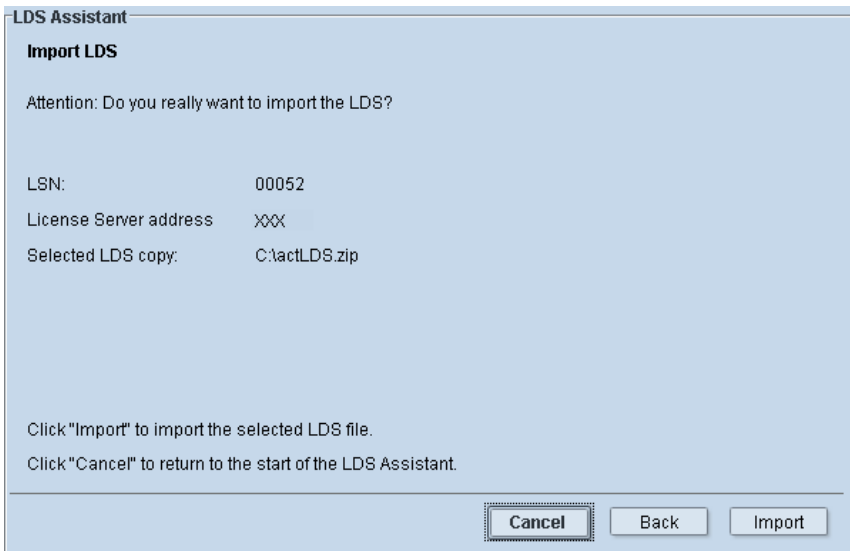 LDS Assistant
Import LDS
Attention: Do you really want to import the LDS?
LSN: 00052
License Server address XXX
Selected LDS copy: C:\actLDS.zip
Click "Import" to import the selected LDS file.
Click "Cancel" to return to the start of the LDS Assistant.
Cancel Back Import